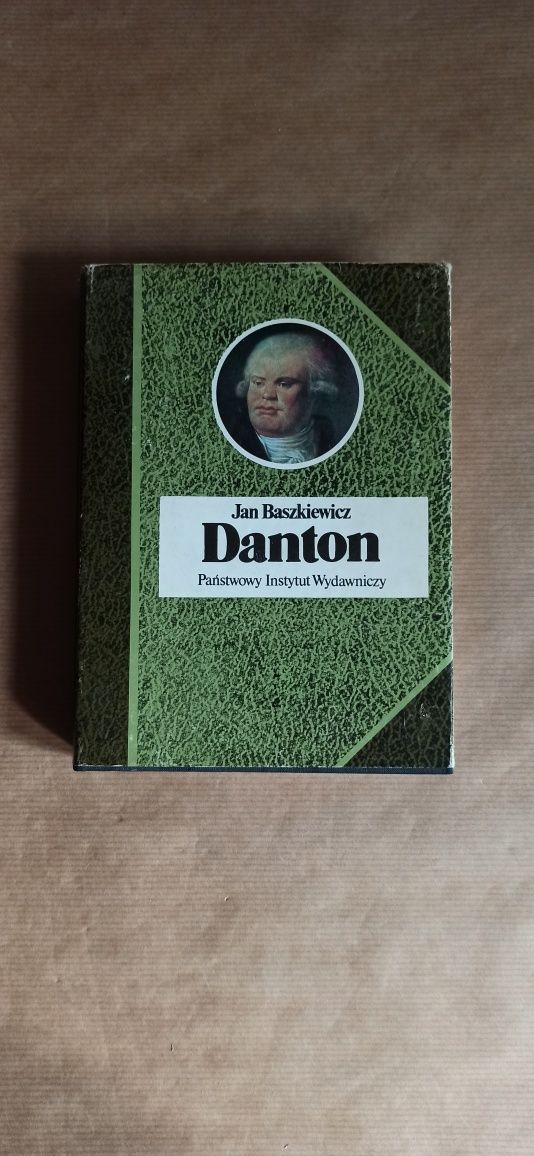 Jan Baszkiewicz
Danton
Państwowy Instytut Wydawniczy